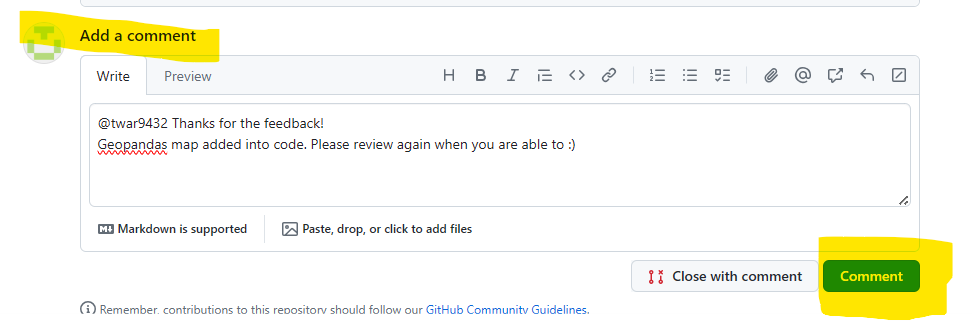 Add a comment
Write Preview
H B I
@twar9432 Thanks for the feedback!
Geopandas map added into code. Please review again when you are able to :)
Markdown is supported Paste, drop, or click to add files
Close with comment Comment
Remember, contributions to this repository should follow our GitHub Community Guidelines.